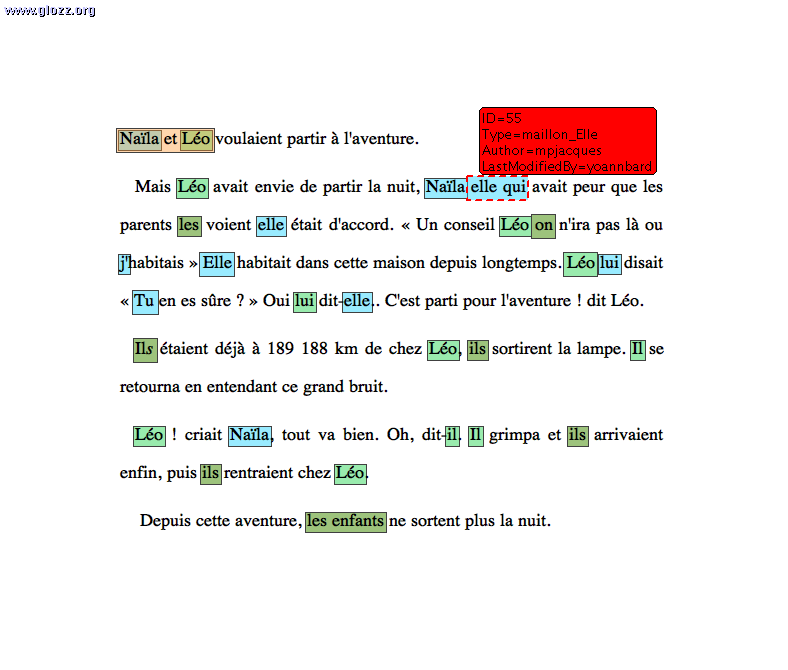 www.glozz.org
ID=55
Type=maillon_Elle
Author=mpjacques
LastModifiedBy=yoannbard
Naïla et Léo voulaient partir à l'aventure.
Mais Léo avait envie de partir la nuit, Naïla elle qui avait peur que les
parents les voient elle était d'accord. « Un conseil Léo on n'ira pas là ou
j'habitais » Elle habitait dans cette maison depuis longtemps. Léo lui disait
« Tu en es sûre ? » Oui lui dit-elle.. C'est parti pour l'aventure ! dit Léo.
Ils étaient déjà à 189 188 km de chez Léo, ils sortirent la lampe. Il se
retourna en entendant ce grand bruit.
Léo ! criait Naïla, tout va bien. Oh, dit-il. Il grimpa et ils arrivaient
enfin, puis ils rentraient chez Léo.
Depuis cette aventure, les enfants ne sortent plus la nuit.